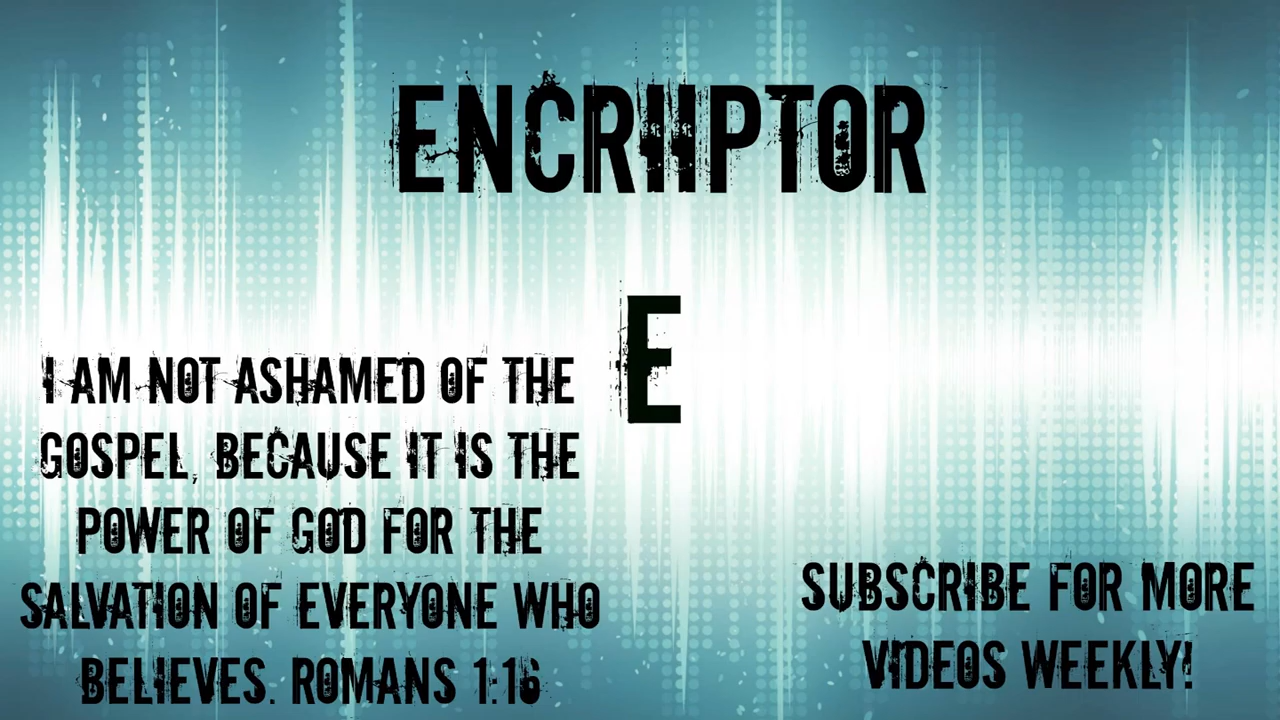 ENCRIIPTOR
E
I AM NOT ASHAMED OF THE
GOSPEL, BECAUSE IT IS THE
POWER OF GOD FOR THE
SALVATION OF EVERYONE WHO
BELIEVES. ROMANS 1:16
SUBSCRIBE FOR MORE
VIDEOS WEEKLY!